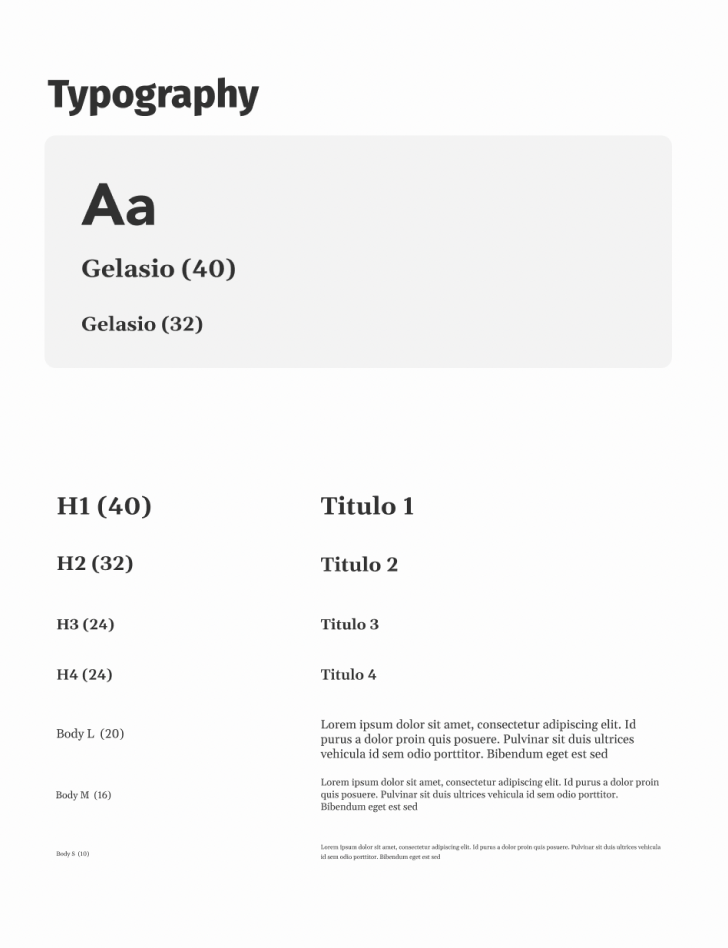 Typography
Aa
Gelasio (40)
Gelasio (32)
H1 (40)
Titulo 1
H2 (32)
Titulo 2
H3 (24)
Titulo 3
H4 (24)
Titulo 4
Body L (20)
Lorem ipsum dolor sit amet, consectetur adipiscing elit. Id
purus a dolor proin quis posuere. Pulvinar sit duis ultrices
vehicula id sem odio porttitor. Bibendum eget est sed
Body M (16)
Lorem ipsum dolor sit amet, consectetur adipiscing elit. Id purus a dolor proin
quis posuere. Pulvinar sit duis ultrices vehicula id sem odio porttitor.
Bibendum eget est sed
Body S (10)
Lorem ipsum dolor sit amet, consectetur adipiscing elit. Id purus a dolor proin quis posuere. Pulvinar sit duis ultrices vehicula
id sem odio porttitor. Bibendum eget est sed